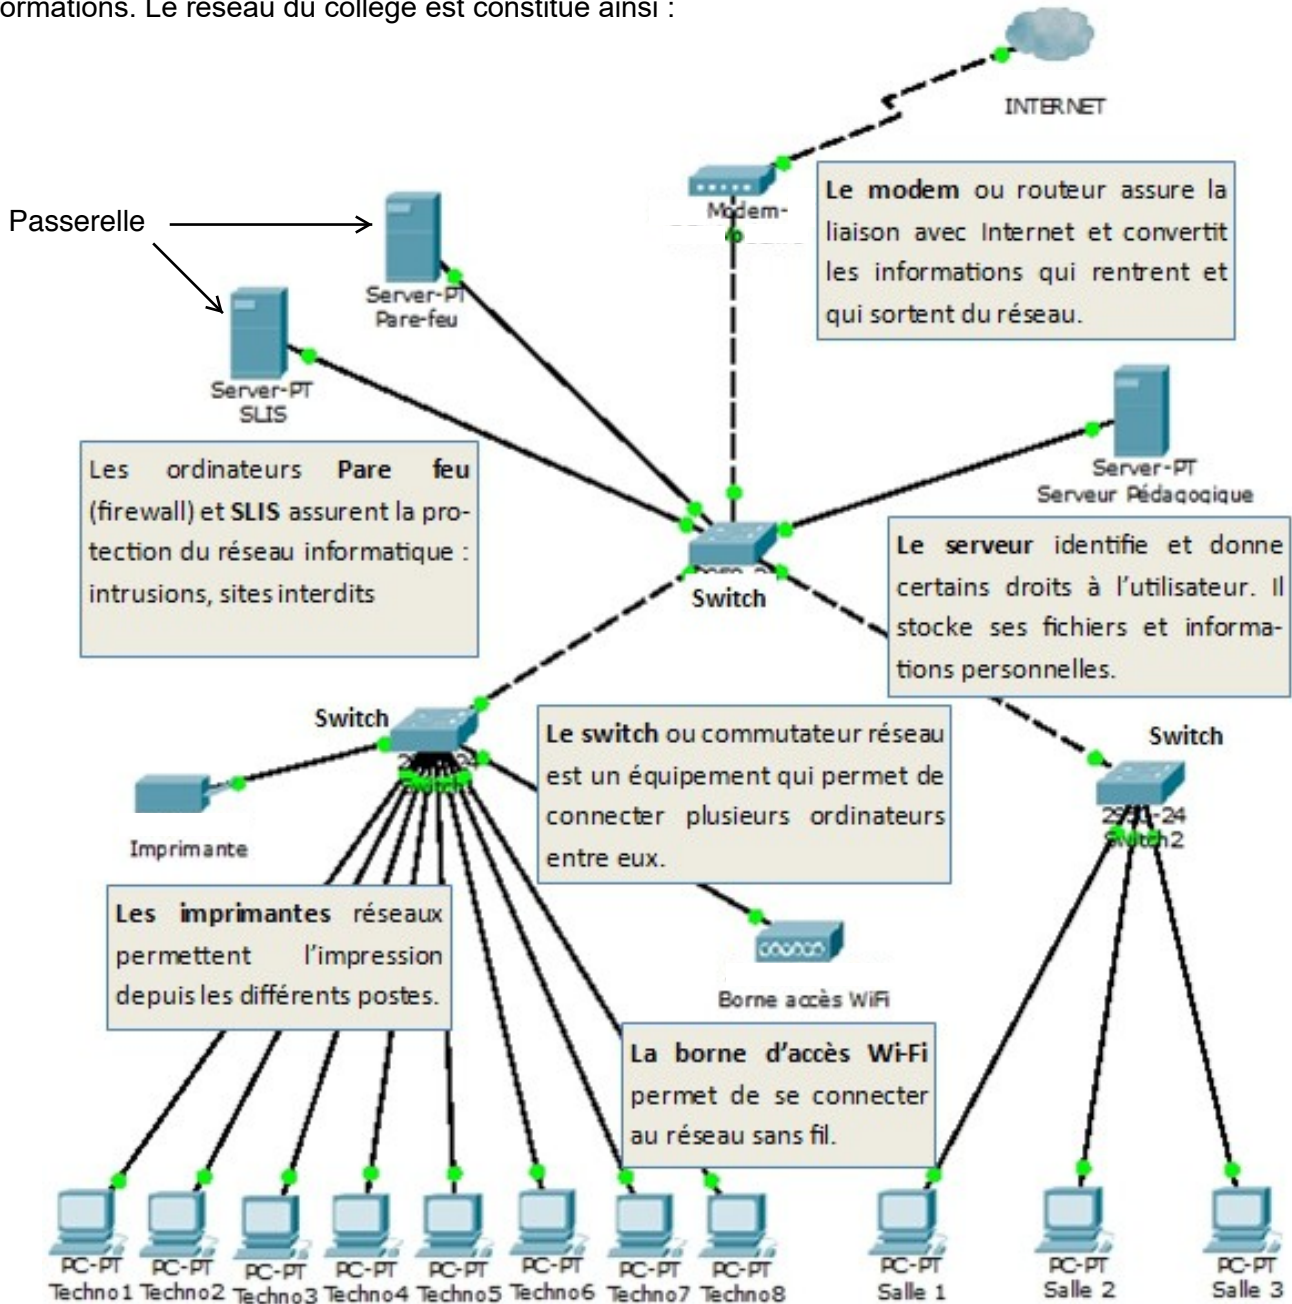 ormations. Le réseau du collège est constitué ainsi :
INTERNET
Modem-
Le modem ou routeur assure la
liaison avec Internet et convertit
les informations qui rentrent et
qui sortent du réseau.
Passerelle
Server-PT
Pare-feu
Server-PT
SLIS
Les ordinateurs Pare feu
(firewall) et SLIS assurent la pro-
tection du réseau informatique :
intrusions, sites interdits
Server-PT
Serveur Pédagogique
Le serveur identifie et donne
certains droits à l'utilisateur. Il
stocke ses fichiers et informa-
tions personnelles.
Switch
Switch
Le switch ou commutateur réseau
est un équipement qui permet de
connecter plusieurs ordinateurs
entre eux.
Switch
2950-24
Switch2
Imprimante
Les imprimantes réseaux
permettent l'impression
depuis les différents postes.
Borne accès WiFi
La borne d'accès Wi-Fi
permet de se connecter
au réseau sans fil.
PC-PT
Techno1
PC-PT
Techno2
PC-PT
Techno3
PC-PT
Techno4
PC-PT
Techno5
PC-PT
Techno6
PC-PT
Techno7
PC-PT
Techno8
PC-PT
Salle 1
PC-PT
Salle 2
PC-PT
Salle 3